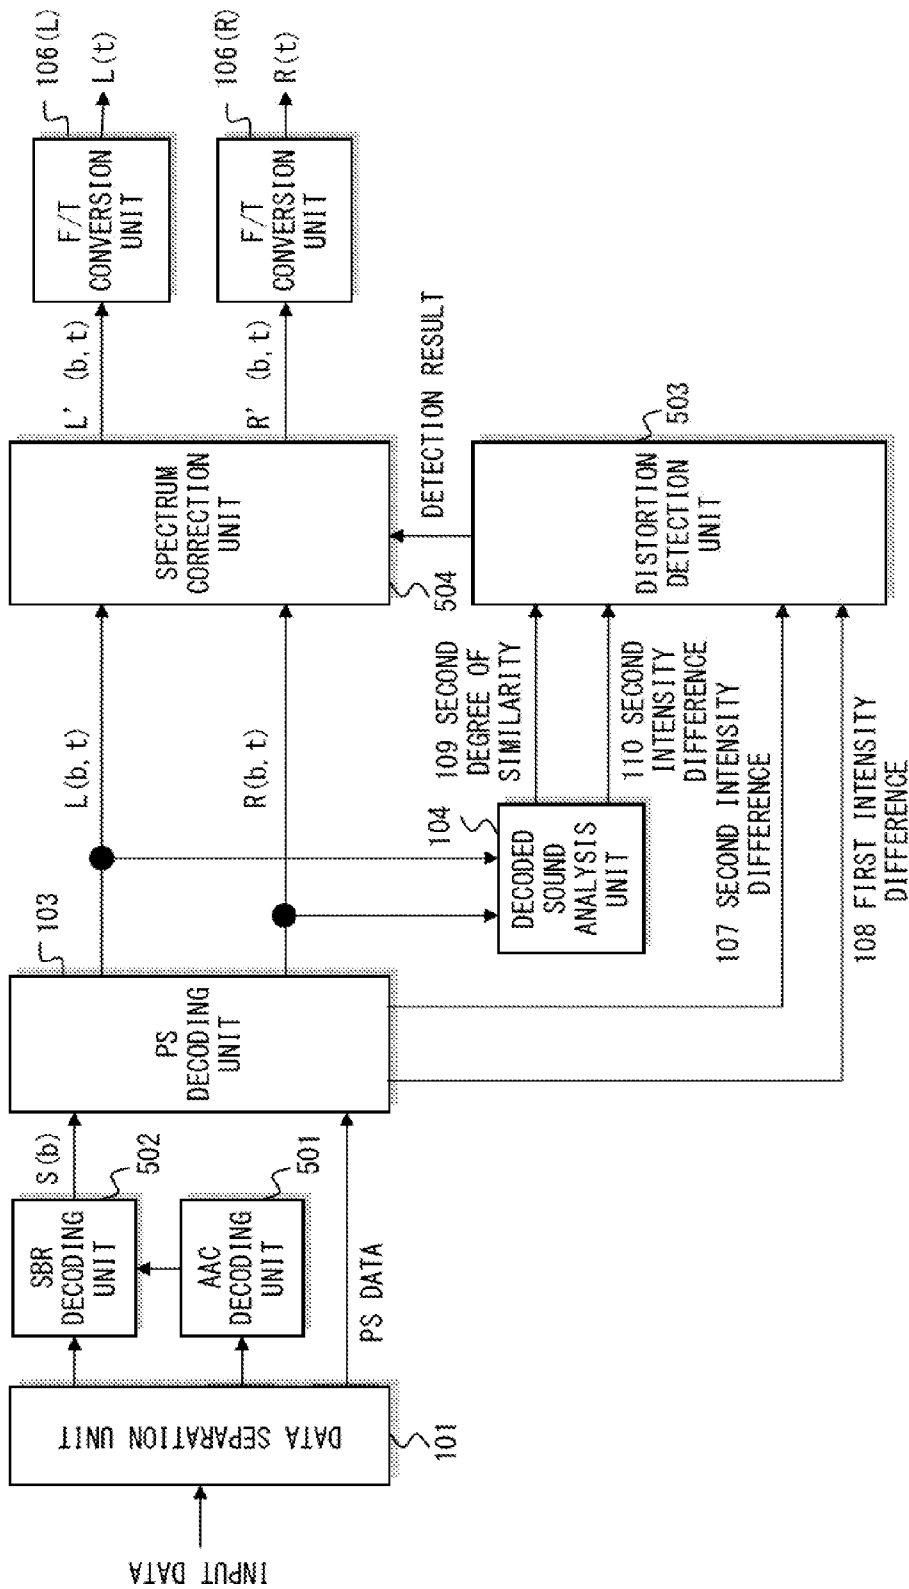 INPUT DATA
DATA SEPARATION UNIT
101
SBR
DECODING
UNIT
502
AAC
DECODING
UNIT
501
S(b)
PS DATA
PS
DECODING
UNIT
103
L(b, t)
R(b, t)
DECODED
SOUND
ANALYSIS
UNIT
104
109 SECOND
DEGREE OF
SIMILARITY
110 SECOND
INTENSITY
DIFFERENCE
107 SECOND INTENSITY
DIFFERENCE
108 FIRST INTENSITY
DIFFERENCE
SPECTRUM
CORRECTION
UNIT
504
DETECTION RESULT
DISTORTION
DETECTION
UNIT
503
L' (b, t)
R' (b, t)
F/T
CONVERSION
UNIT
106(L)
L(t)
F/T
CONVERSION
UNIT
106(R)
R(t)